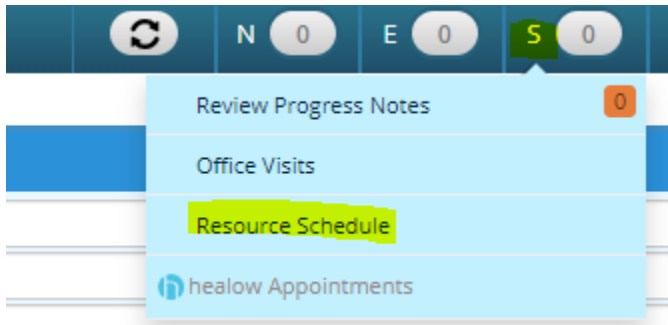 N 0 E 0 S 0
Review Progress Notes 0
Office Visits
Resource Schedule
healow Appointments